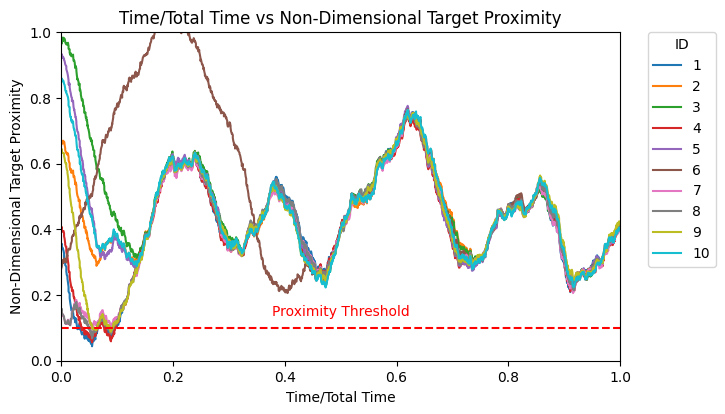 Time/Total Time vs Non-Dimensional Target Proximity
ID
1
2
3
4
5
6
7
8
9
10
Non-Dimensional Target Proximity
1.0
0.8
0.6
0.4
0.2
0.0
Proximity Threshold
0.0 0.2 0.4 0.6 0.8 1.0
Time/Total Time